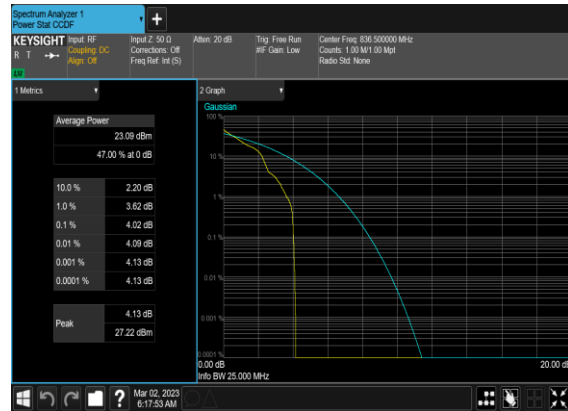 Spectrum Analyzer 1
Power Stat CCDF
+
KEYSIGHT
R T
LW
Input: RF
Coupling: DC
Align: Off
Input Z: 50 Ω
Corrections: Off
Freq Ref: Int (S)
Atten: 20 dB
Trig: Free Run
#IF Gain: Low
Center Freq: 836.500000 MHz
Counts: 1.00 M/1.00 Mpt
Radio Std: None
1 Metrics
Average Power
23.09 dBm
47.00 % at 0 dB
10.0 % 2.20 dB
1.0 % 3.62 dB
0.1 % 4.02 dB
0.01 % 4.09 dB
0.001 % 4.13 dB
0.0001 % 4.13 dB
Peak
4.13 dB
27.22 dBm
2 Graph
Gaussian
100 %
10 %
1 %
0.1 %
0.01 %
0.001 %
0.0001 %
0.00 dB
20.00 dB
Info BW 25.000 MHz
?
Mar 02, 2023
6:17:53 AM